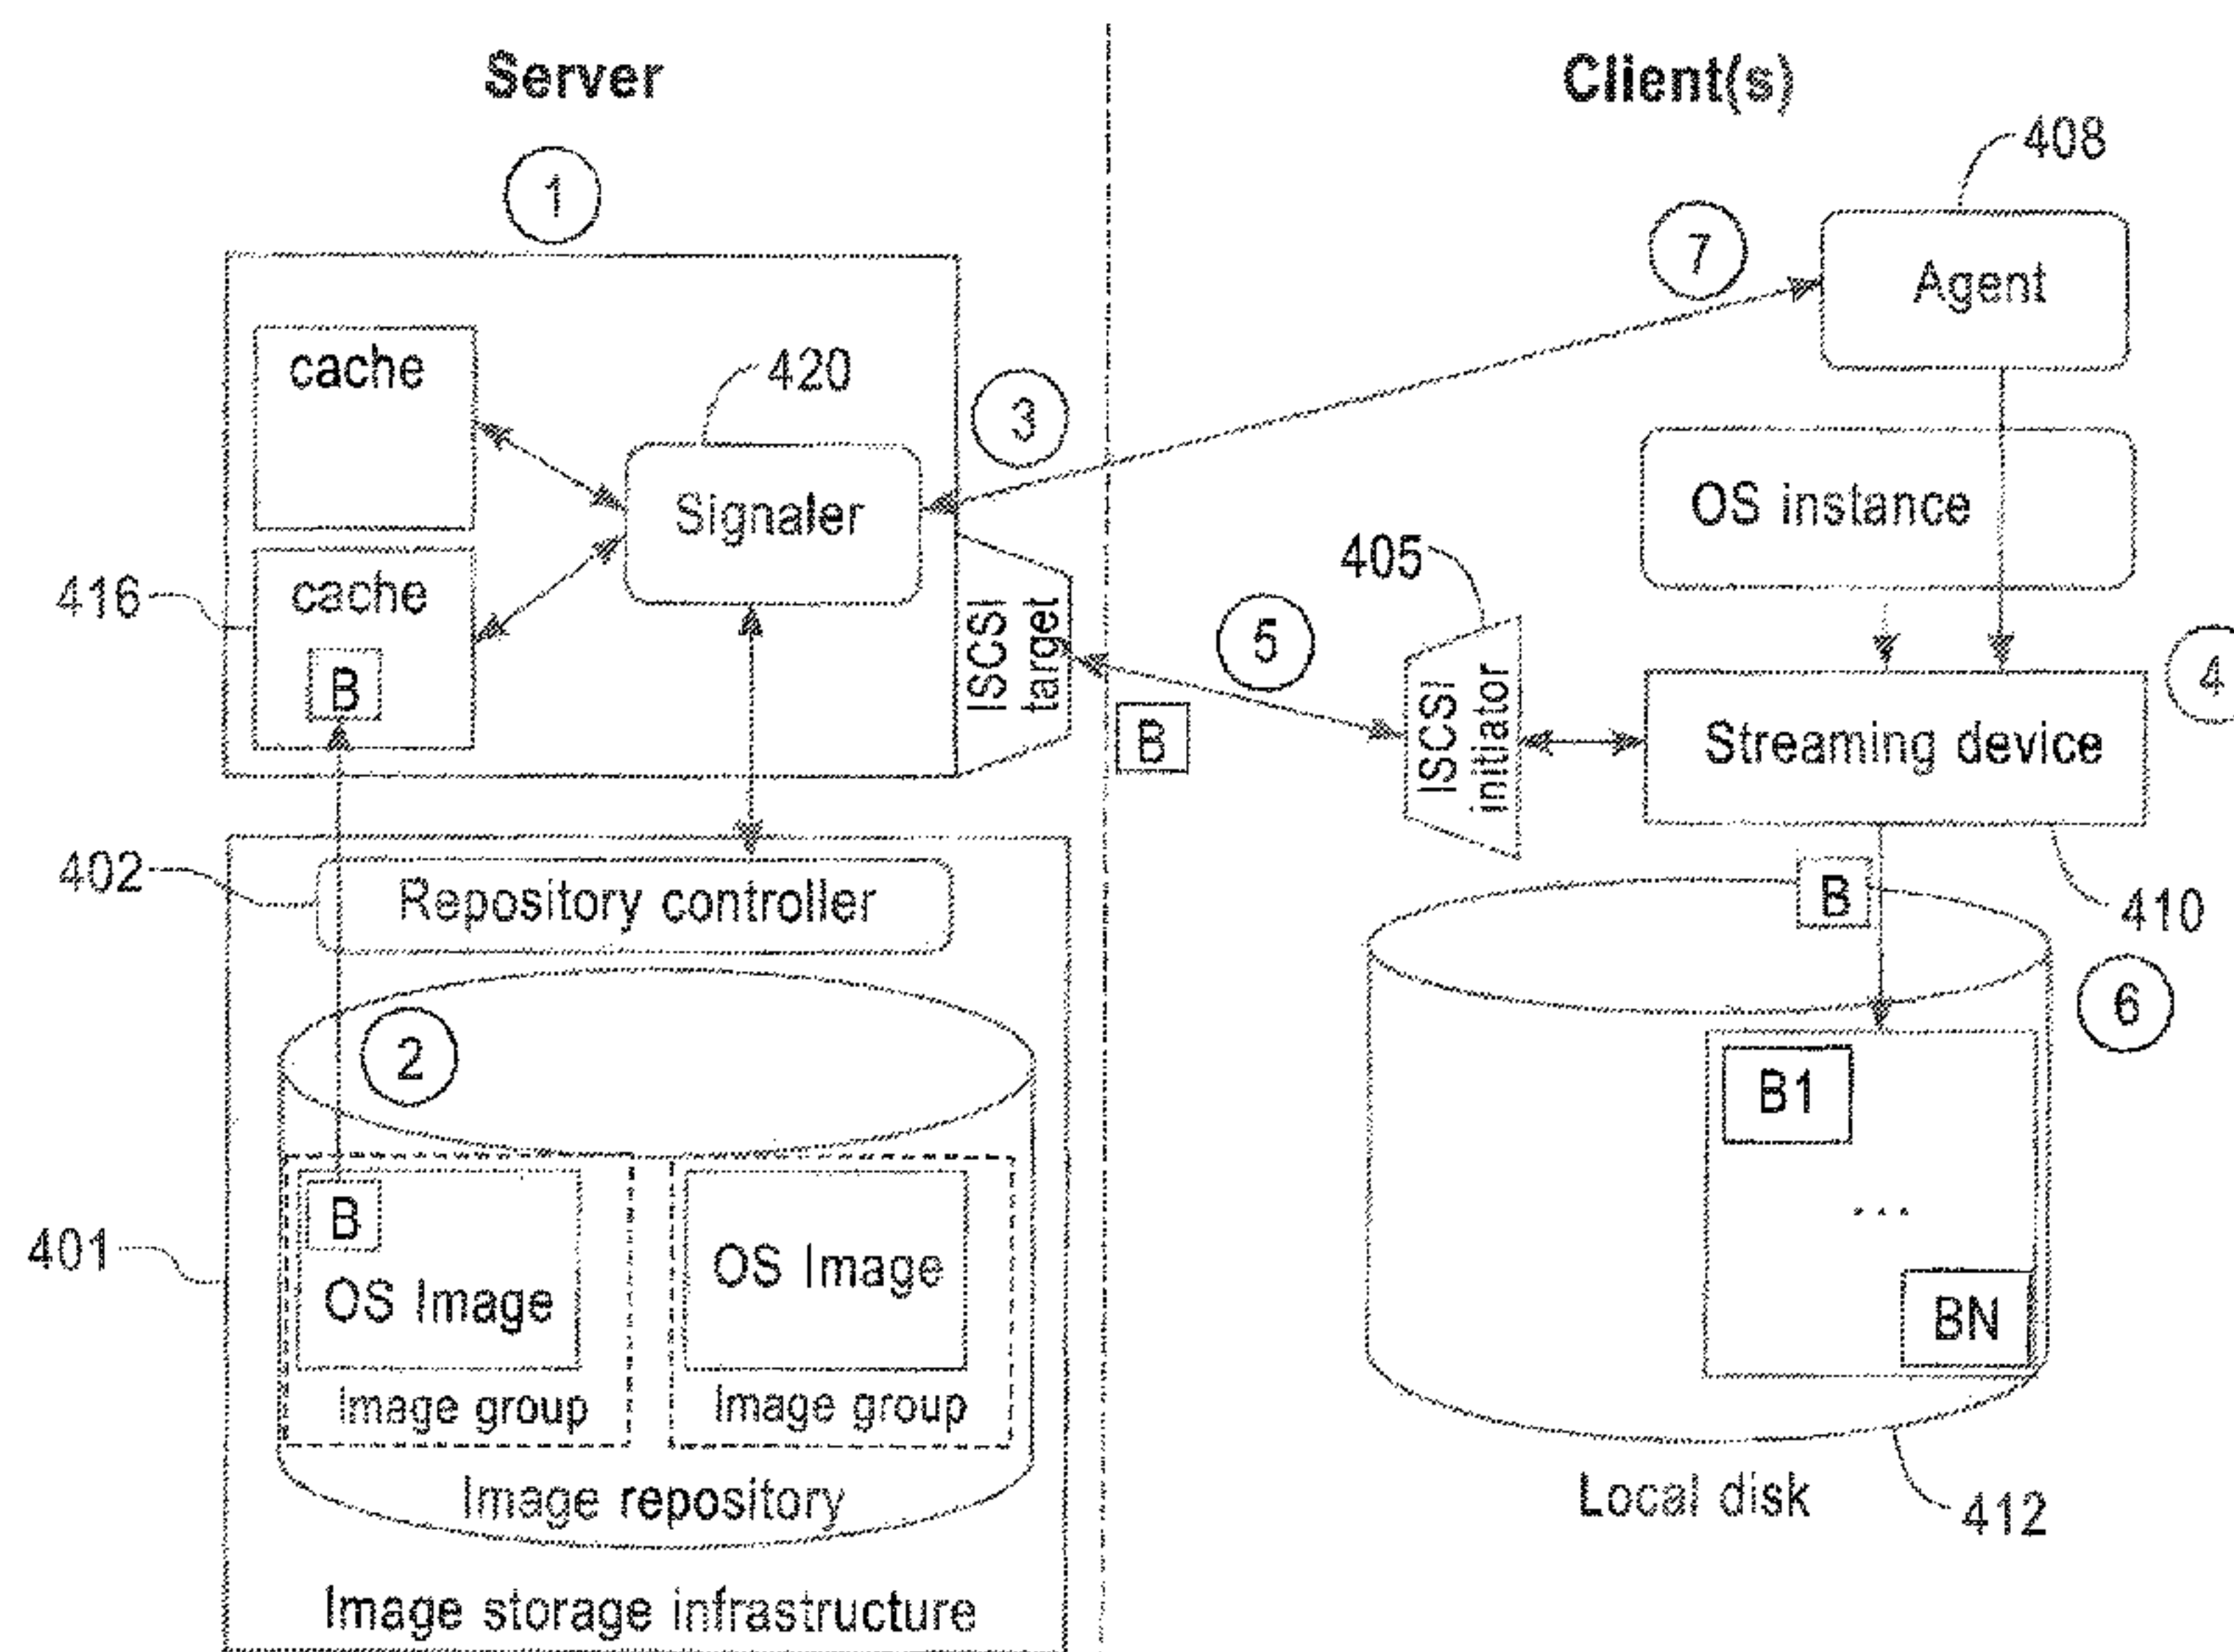 Server
Client(s)
1
408
7
Agent
cache
420
3
Signaler
OS instance
405
416
cache
B
ISCSI
target
5
ISCSI
initiator
4
Streaming device
B
402
Repository controller
B
410
2
6
B1
B
OS Image
OS Image
...
401
BN
Image group
Image group
Image repository
Local disk
412
Image storage infrastructure